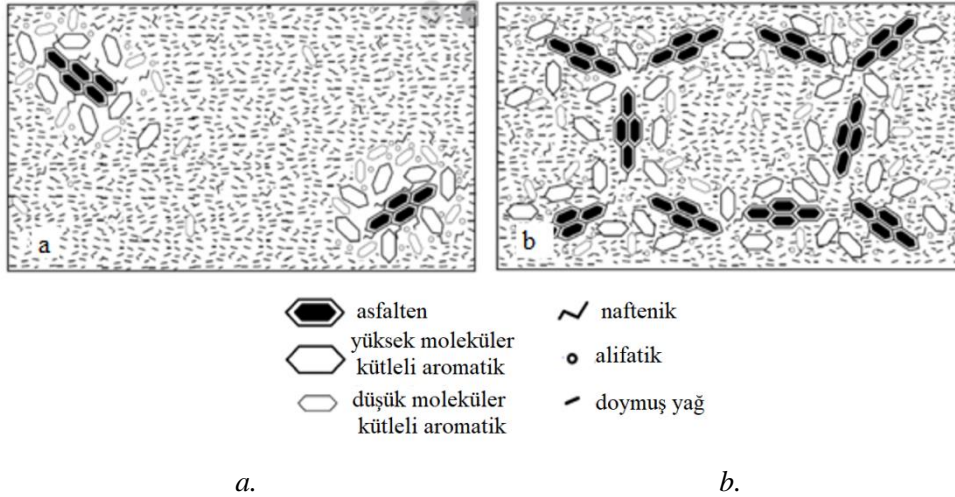 a
b
asfalten
yüksek moleküler
kütleli aromatik
düşük moleküler
kütleli aromatik
naftenik
alifatik
doymuş yağ
a.
b.